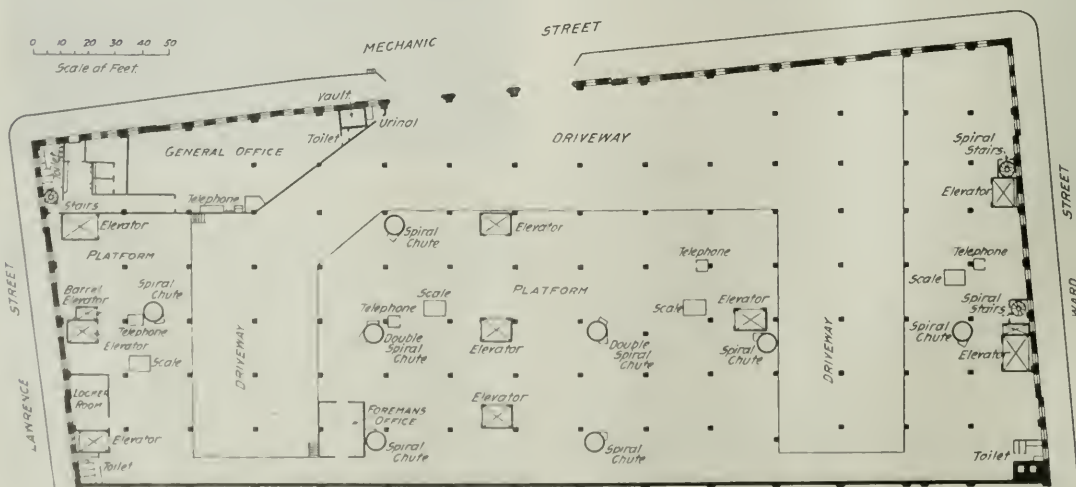 0 10 20 30 40 50
Scale of Feet.
MECHANIC
STREET
Vault.
Urinal
Toilet
GENERAL OFFICE
DRIVEWAY
Spiral
Stairs
Elevator
Toilet
Stairs
Telephone
Elevator
PLATFORM
Spiral
Chute
Elevator
Telephone
Telephone
STREET
WARD
STREET
LAWRENCE
Barrel
Elevator
Spiral
Chute
Telephone
Elevator
Scale
PLATFORM
Scale
Telephone
Double
Spiral
Chute
Elevator
Double
Spiral
Chute
Scale
Elevator
Spiral
Chute
Scale
Spiral
Stairs
Spiral
Chute
Elevator
DRIVEWAY
DRIVEWAY
LOCKER
ROOM
Elevator
Toilet
FOREMANS
OFFICE
Spiral
Chute
Elevator
Spiral
Chute
Toilet